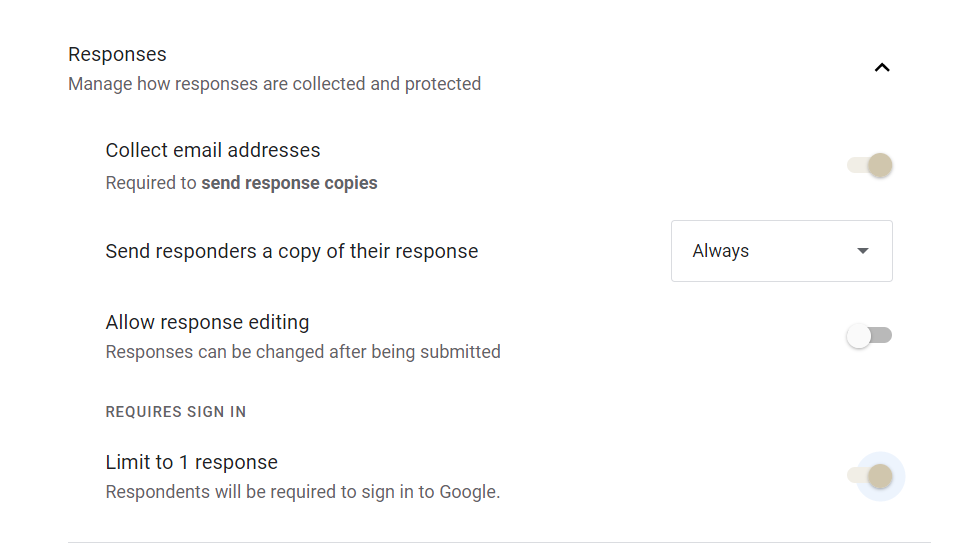 Responses
Manage how responses are collected and protected
Collect email addresses
Required to send response copies
Send responders a copy of their response
Always
Allow response editing
Responses can be changed after being submitted
REQUIRES SIGN IN
Limit to 1 response
Respondents will be required to sign in to Google.